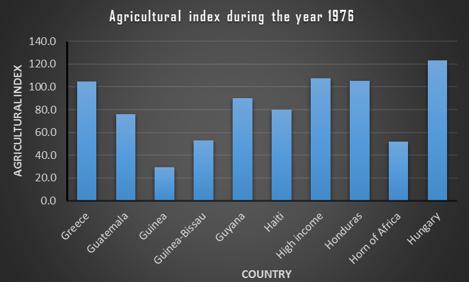 Agricultural index during the year 1976
140.0
120.0
100.0
80.0
60.0
40.0
20.0
0.0
AGRICULTURAL INDEX
Greece
Guatemala
Guinea
Guinea-Bissau
Guyana
Haiti
High income
Honduras
Horn of Africa
Hungary
COUNTRY